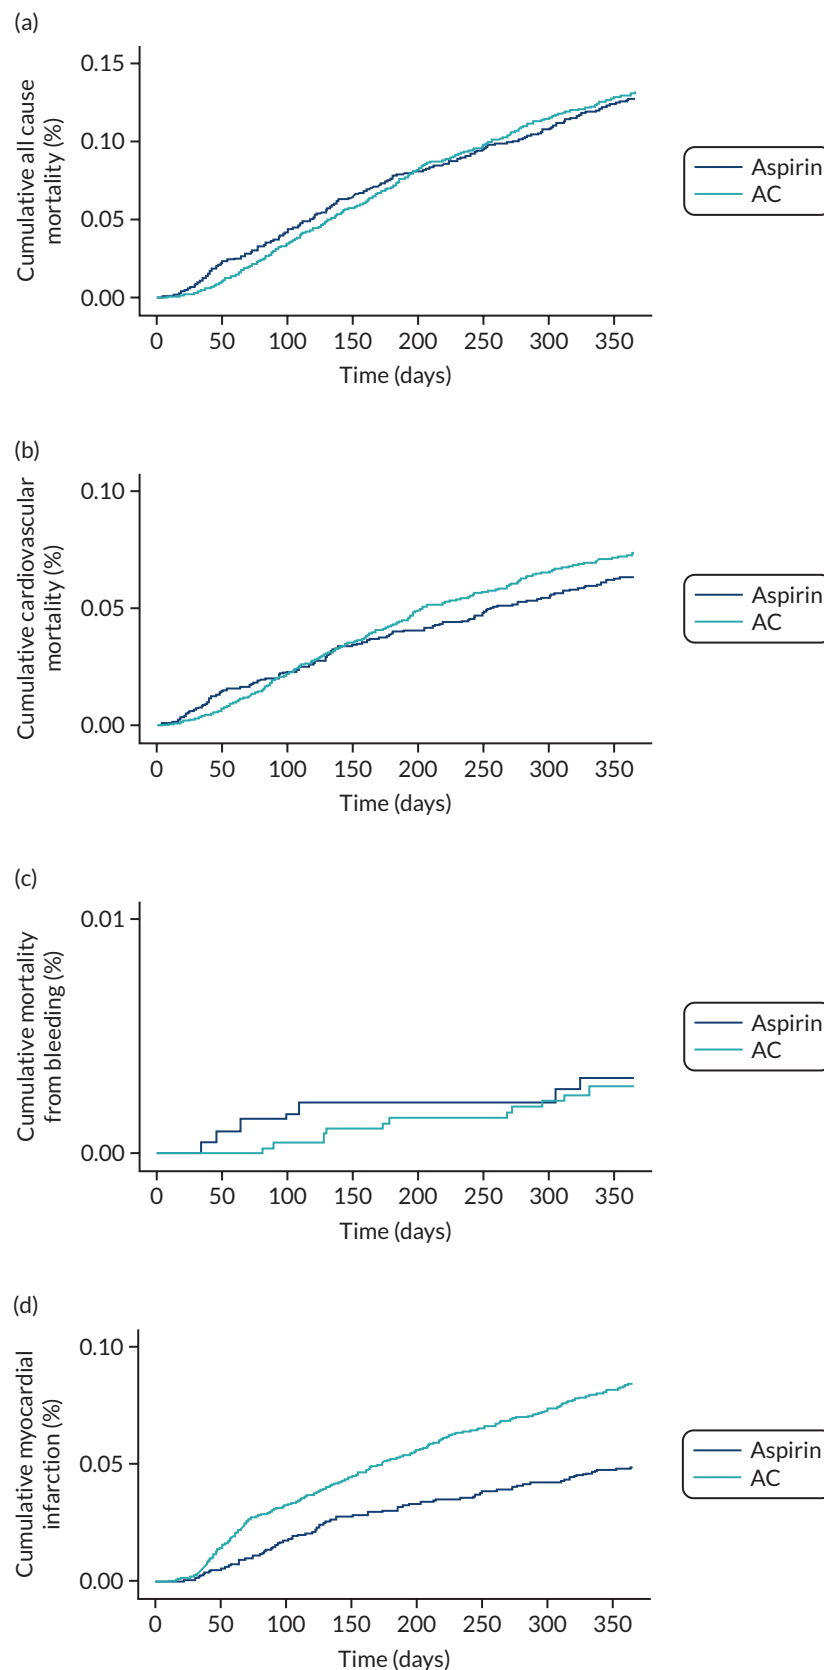 (a)
Cumulative all cause
mortality (%)
0.15
0.10
0.05
0.00
0 50 100 150 200 250 300 350
Time (days)
Aspirin
AC
(b)
Cumulative cardiovascular
mortality (%)
0.10
0.05
0.00
0 50 100 150 200 250 300 350
Time (days)
Aspirin
AC
(c)
Cumulative mortality
from bleeding (%)
0.01
0.00
0 50 100 150 200 250 300 350
Time (days)
Aspirin
AC
(d)
Cumulative myocardial
infarction (%)
0.10
0.05
0.00
0 50 100 150 200 250 300 350
Time (days)
Aspirin
AC